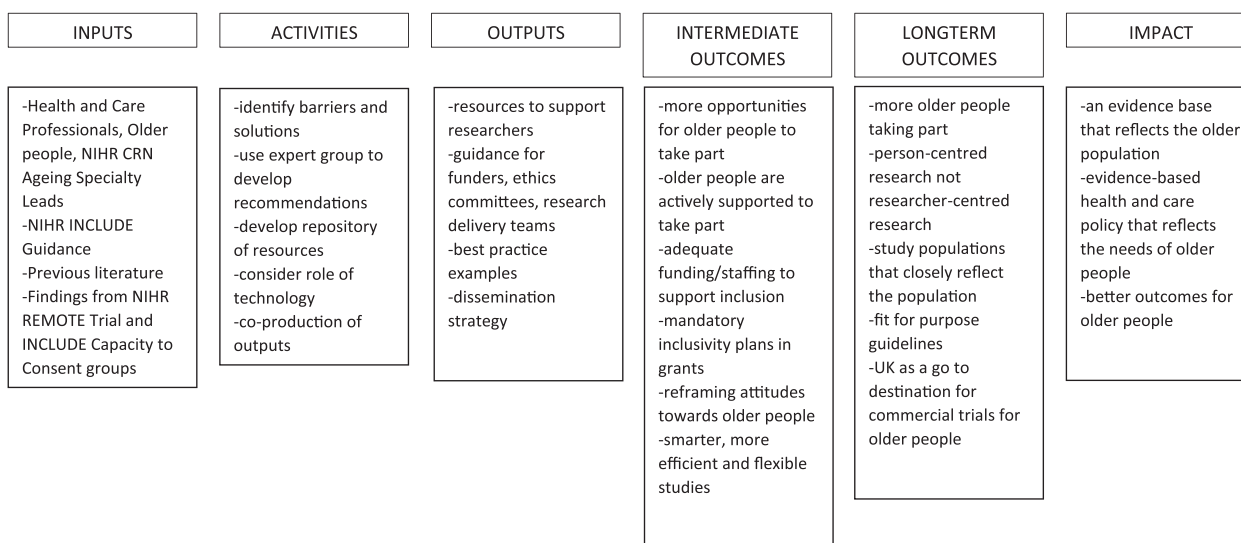 INPUTS
-Health and Care
Professionals, Older
people, NIHR CRN
Ageing Specialty
Leads
-NIHR INCLUDE
Guidance
-Previous literature
-Findings from NIHR
REMOTE Trial and
INCLUDE Capacity to
Consent groups
ACTIVITIES
-identify barriers and
solutions
-use expert group to
develop
recommendations
-develop repository
of resources
-consider role of
technology
-co-production of
outputs
OUTPUTS
-resources to support
researchers
-guidance for
funders, ethics
committees, research
delivery teams
-best practice
examples
-dissemination
strategy
INTERMEDIATE
OUTCOMES
-more opportunities
for older people to
take part
-older people are
actively supported to
take part
-adequate
funding/staffing to
support inclusion
-mandatory
inclusivity plans in
grants
-reframing attitudes
towards older people
-smarter, more
efficient and flexible
studies
LONGTERM
OUTCOMES
-more older people
taking part
-person-centred
research not
researcher-centred
research
-study populations
that closely reflect
the population
-fit for purpose
guidelines
-UK as a go to
destination for
commercial trials for
older people
IMPACT
-an evidence base
that reflects the older
population
-evidence-based
health and care
policy that reflects
the needs of older
people
-better outcomes for
older people